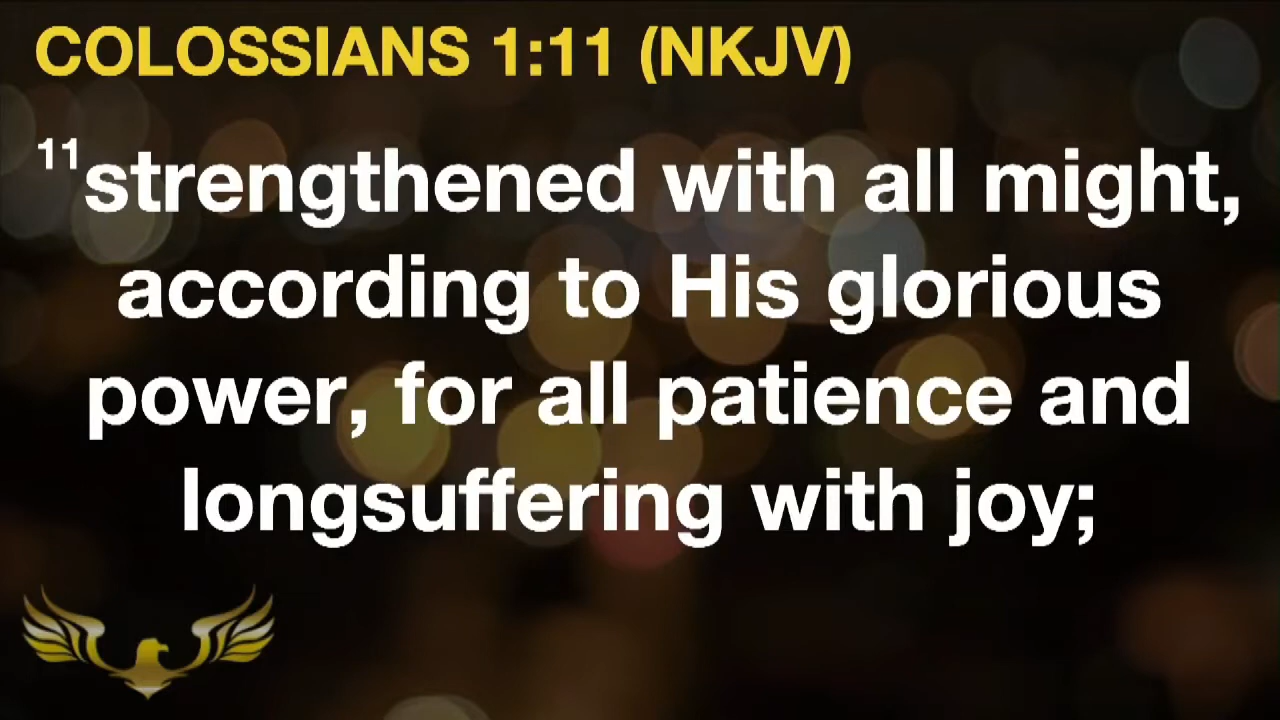 COLOSSIANS 1:11 (NKJV)
11strengthened with all might,
according to His glorious
power, for all patience and
longsuffering with joy;